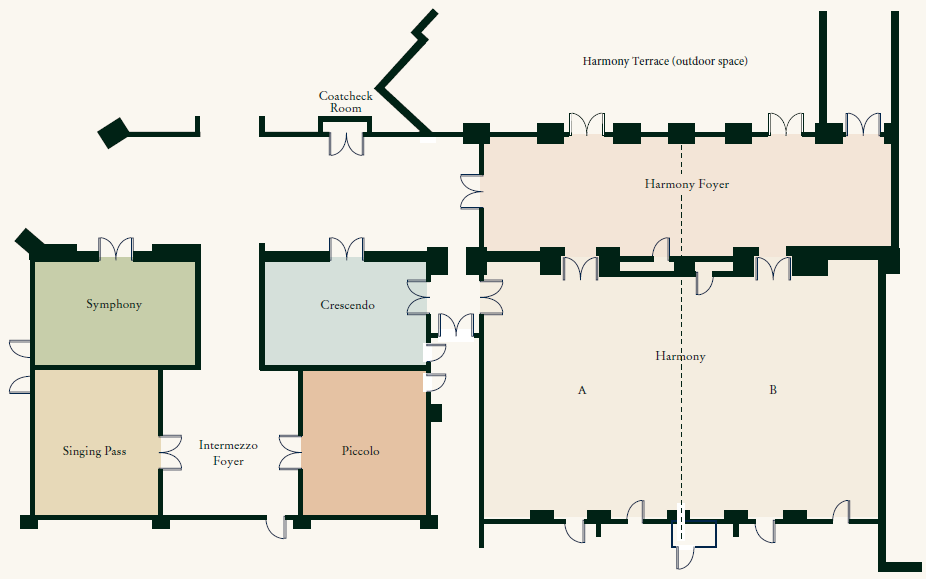 Harmony Terrace (outdoor space)
Coatcheck
Room
Harmony Foyer
Symphony
Crescendo
Harmony
A
B
Singing Pass
Intermezzo
Foyer
Piccolo